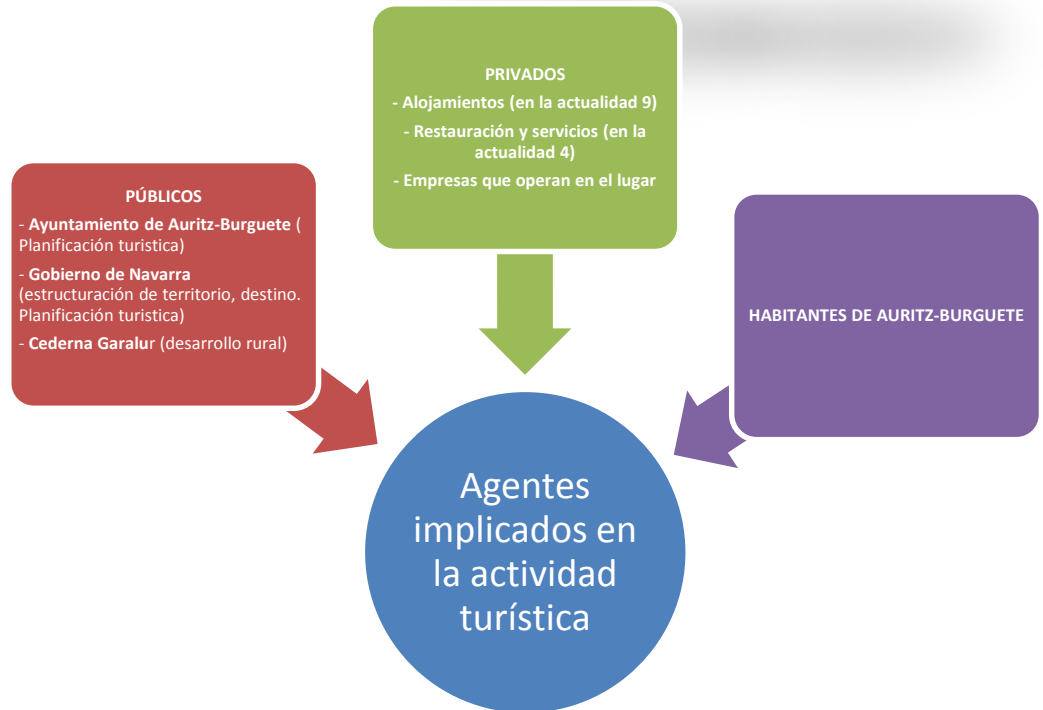 PRIVADOS
- Alojamientos (en la actualidad 9)
- Restauración y servicios (en la
actualidad 4)
- Empresas que operan en el lugar
PÚBLICOS
- Ayuntamiento de Auritz-Burguete (
Planificación turistica)
- Gobierno de Navarra
(estructuración de territorio, destino.
Planificación turistica)
- Cederna Garalur (desarrollo rural)
HABITANTES DE AURITZ-BURGUETE
Agentes
implicados en
la actividad
turística